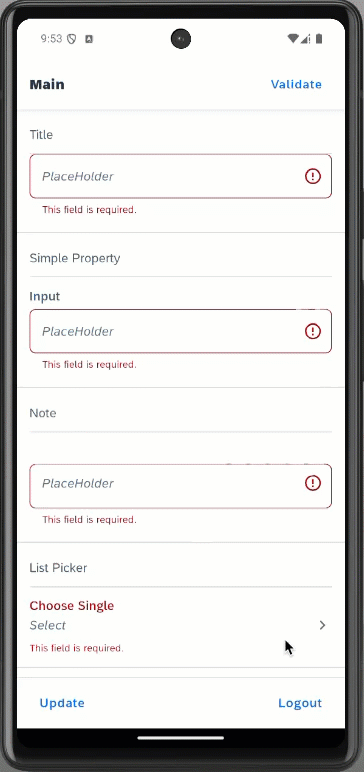 9:53
Main
Validate
Title
PlaceHolder
This field is required.
Simple Property
Input
PlaceHolder
This field is required.
Note
PlaceHolder
This field is required.
List Picker
Choose Single
Select
This field is required.
Update
Logout